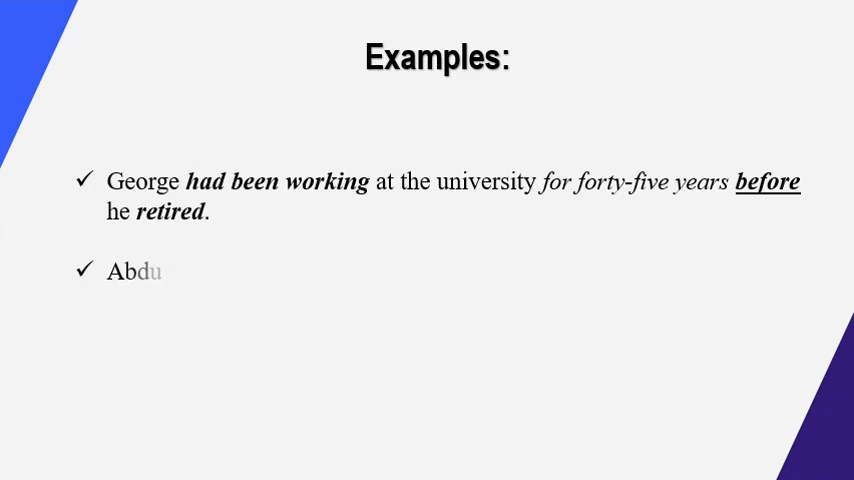 Examples:
✓ George had been working at the university for forty-five years before
he retired.
✓ Abdu